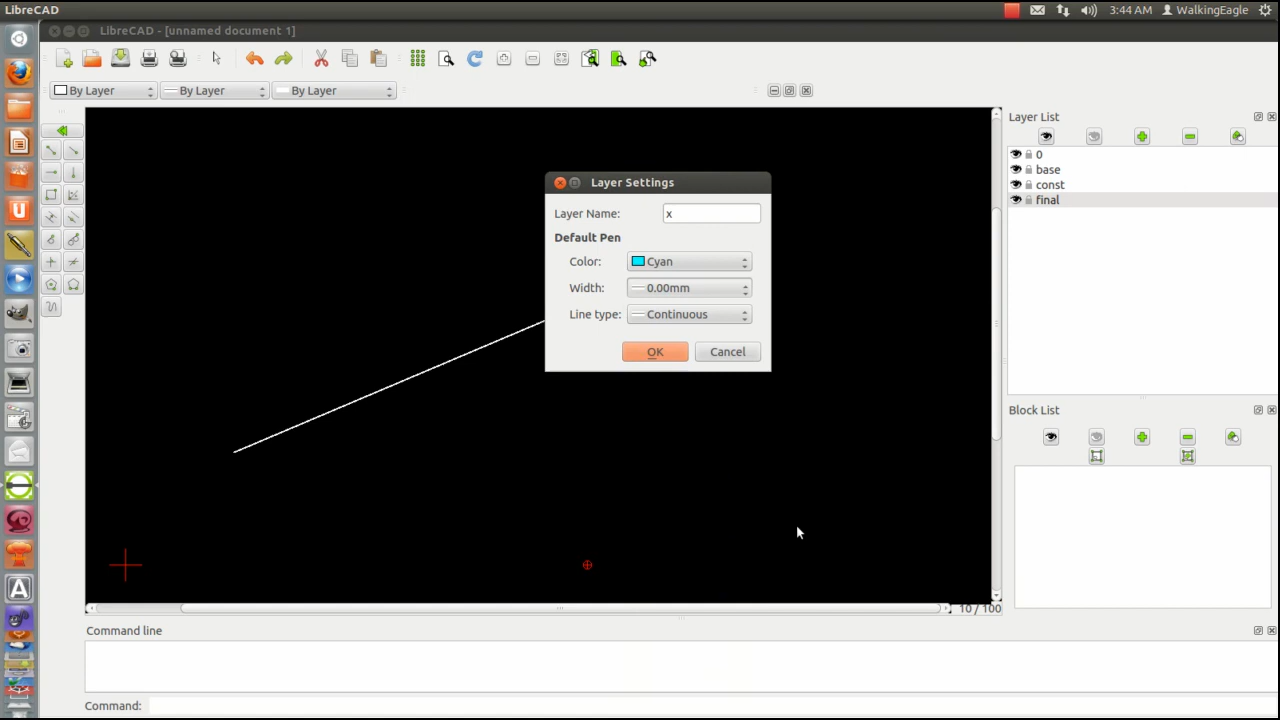 LibreCAD
3:44 AM WalkingEagle
LibreCAD - [unnamed document 1]
By Layer By Layer By Layer
Layer List
0
base
const
final
Layer Settings
Layer Name: x
Default Pen
Color: Cyan
Width: 0.00mm
Line type: Continuous
OK Cancel
Block List
10 / 100
Command line
Command: